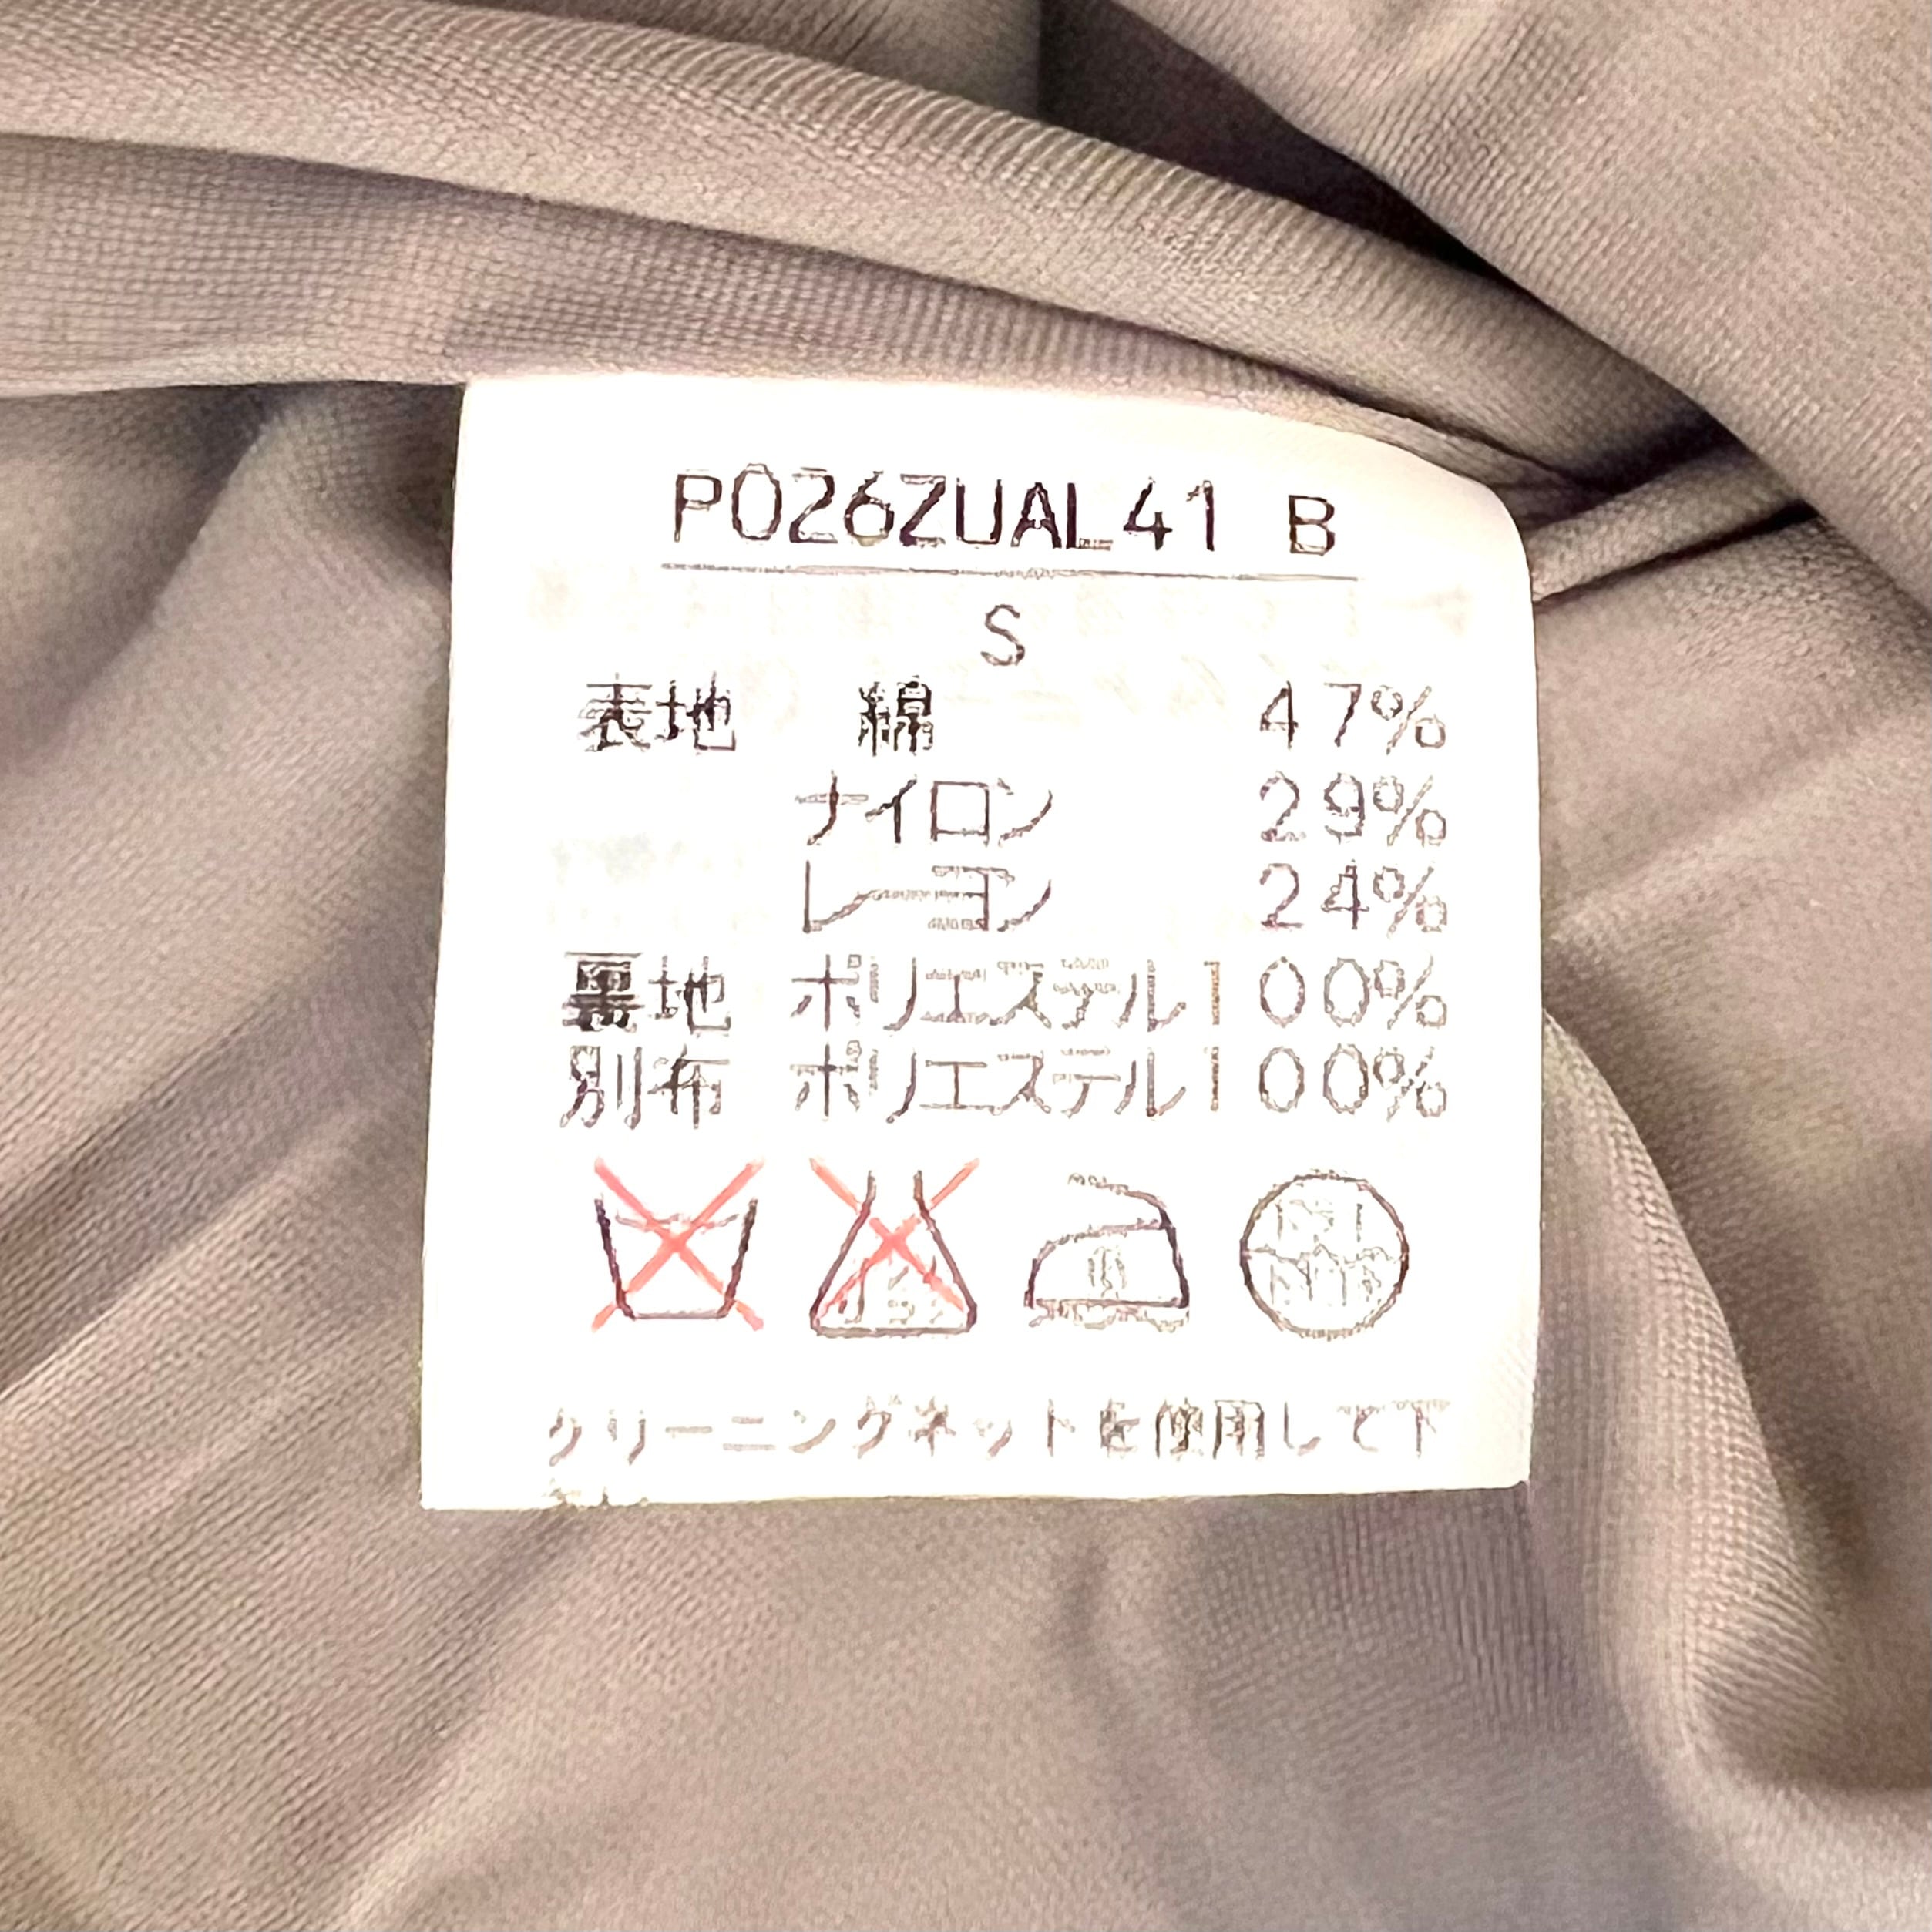 P026ZUAL41 B
S
表地 綿 47%
ナイロン 29%
レーヨン 24%
裏地 ポリエステル100%
別布 ポリエステル100%
クリーニングネットを使用して下